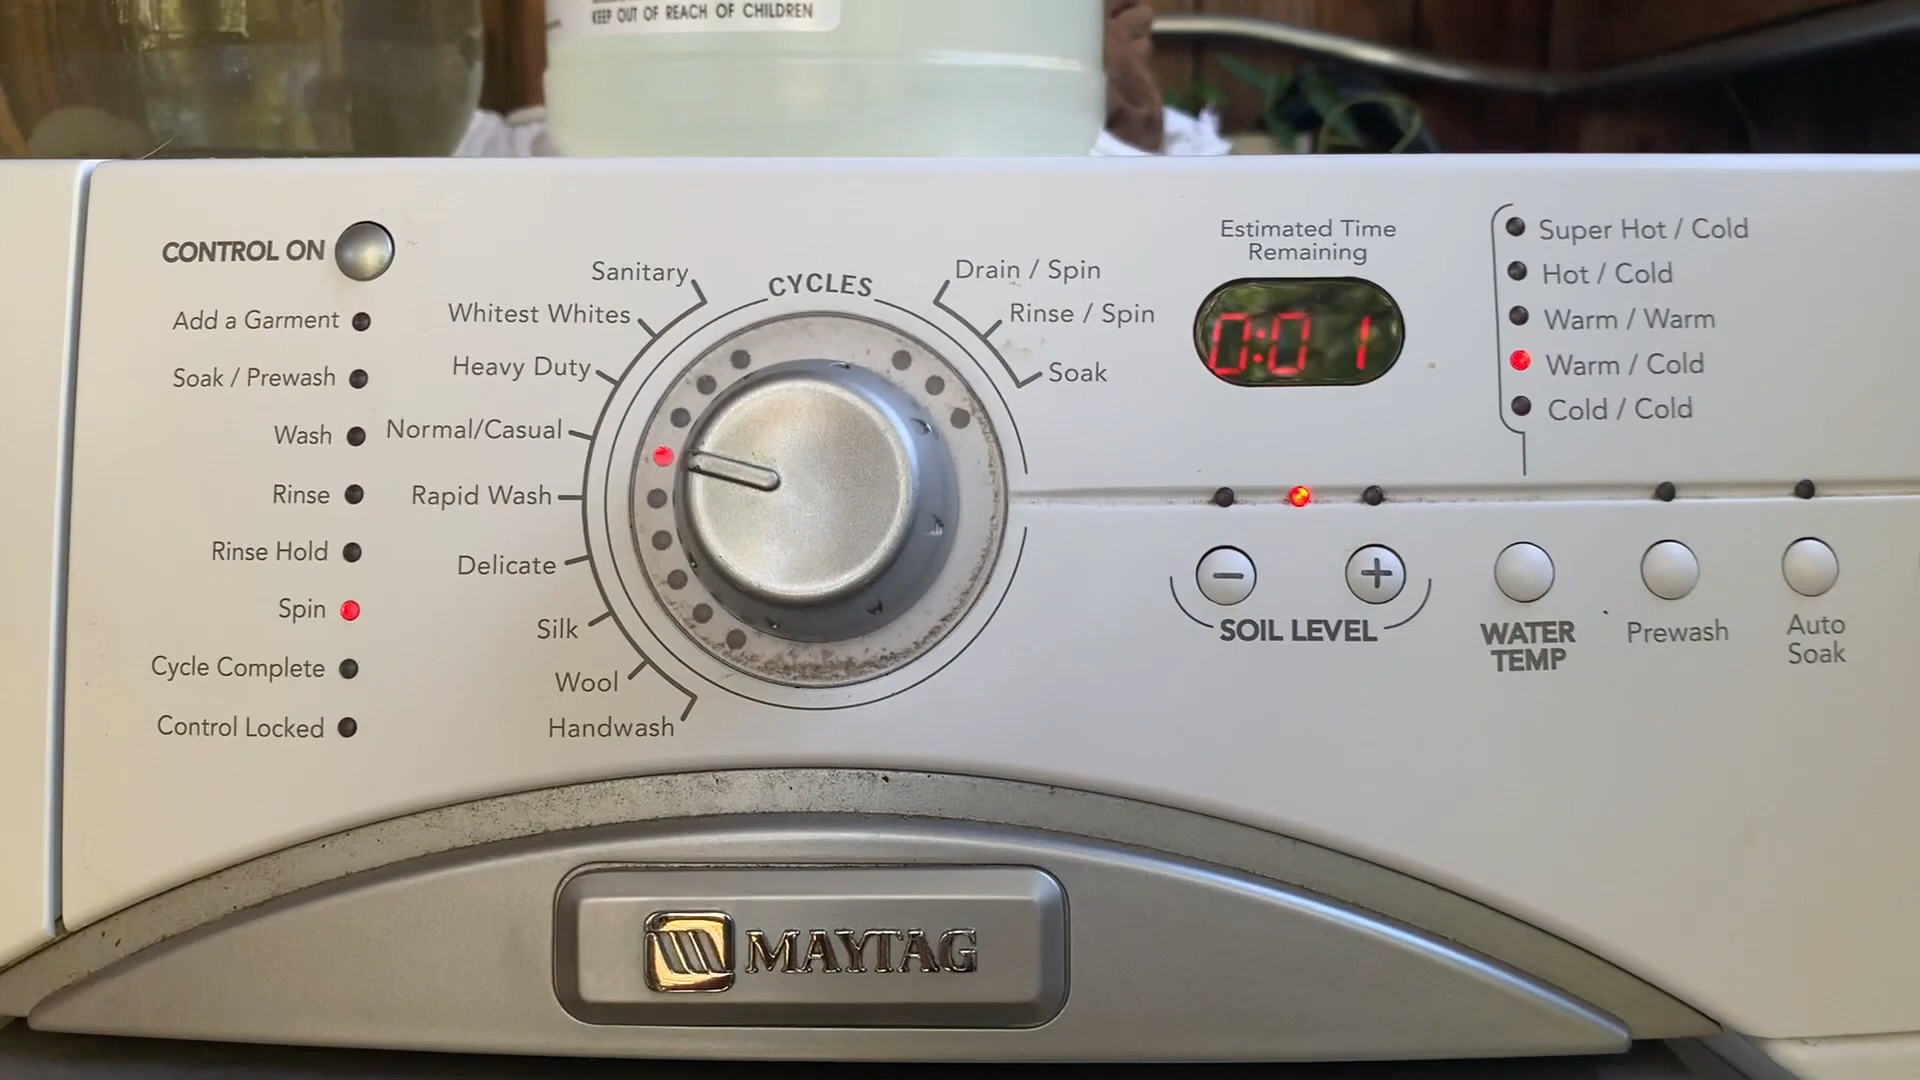 KEEP OUT OF REACH OF CHILDREN
CONTROL ON
Add a Garment
Soak / Prewash
Wash
Rinse
Rinse Hold
Spin
Cycle Complete
Control Locked
CYCLES
Sanitary
Whitest Whites
Heavy Duty
Normal/Casual
Rapid Wash
Delicate
Silk
Wool
Handwash
Drain / Spin
Rinse / Spin
Soak
Estimated Time
Remaining
0:01
Super Hot / Cold
Hot / Cold
Warm / Warm
Warm / Cold
Cold / Cold
− +
SOIL LEVEL
WATER
TEMP
Prewash
Auto
Soak
MAYTAG